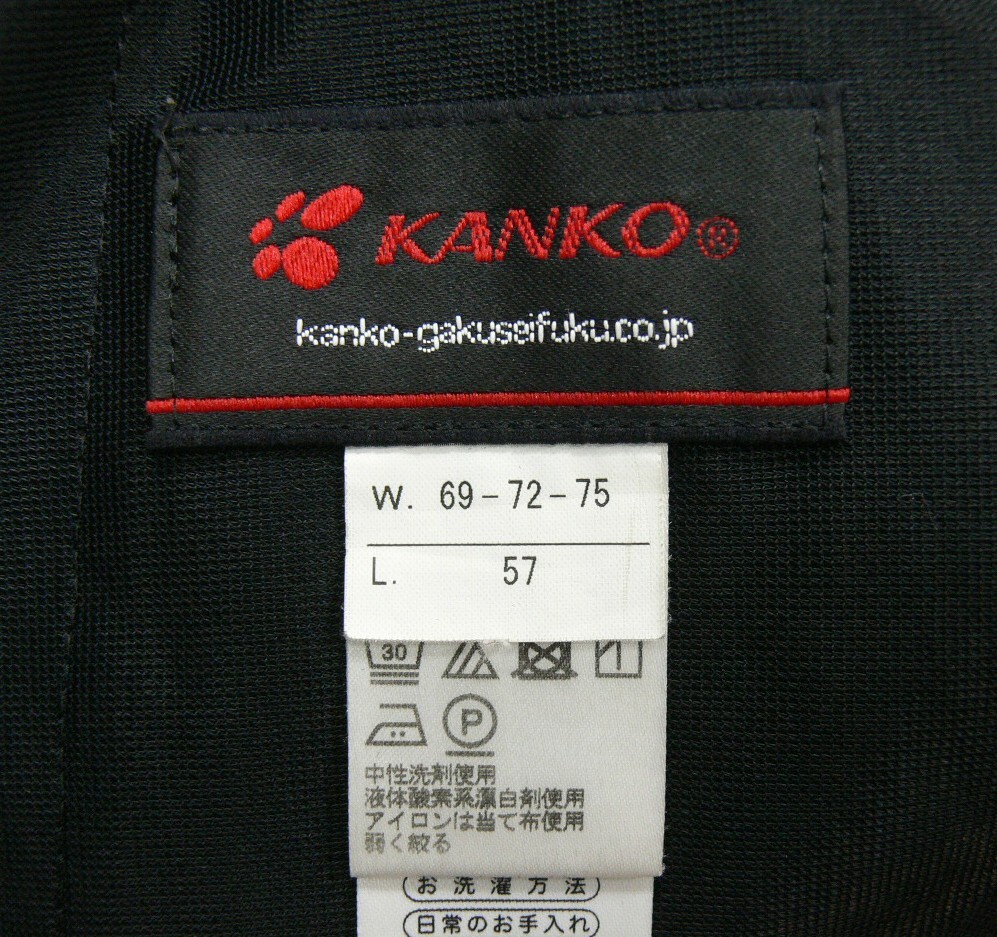 KANKO®
kanko-gakuseifuku.co.jp
W. 69-72-75
L. 57
30
P
中性洗剤使用
液体酸素系漂白剤使用
アイロンは当て布使用
弱く絞る
お洗濯方法
日常のお手入れ